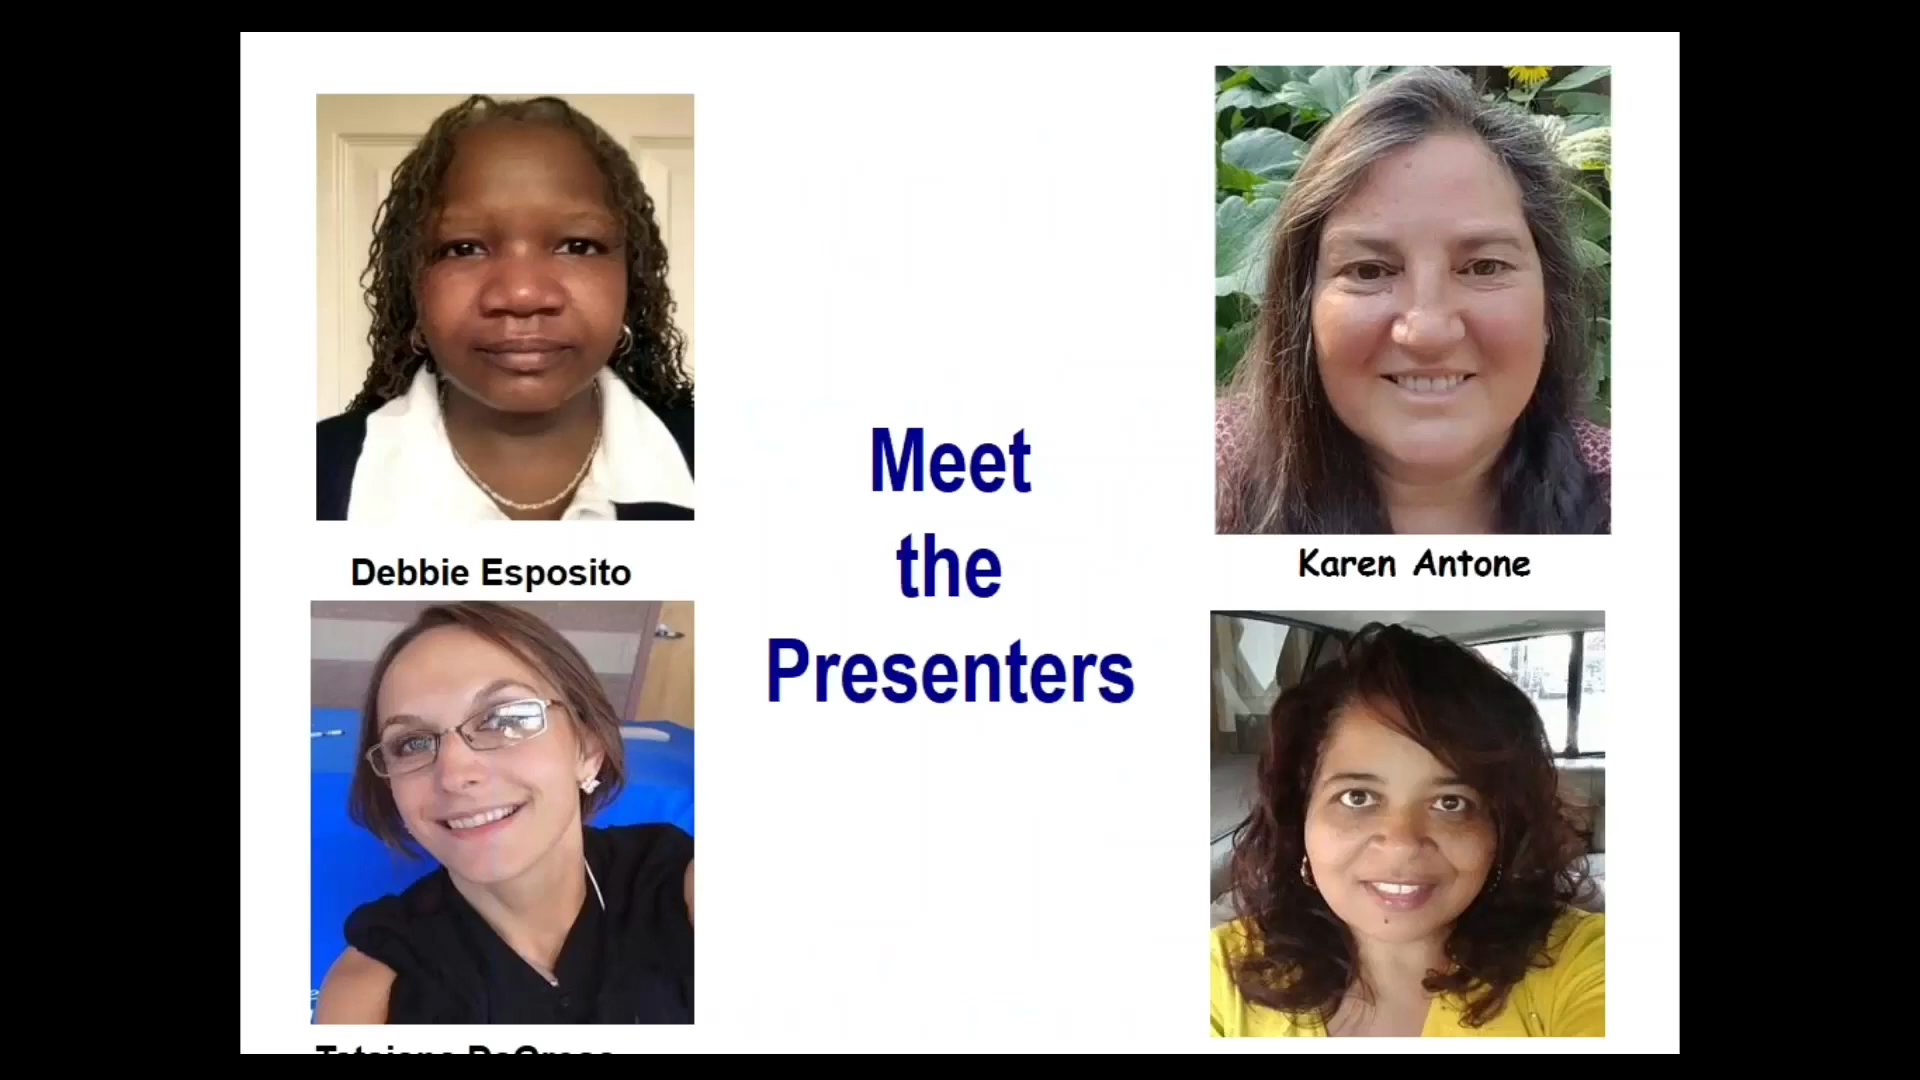 Meet
the
Presenters
Debbie Esposito
Karen Antone